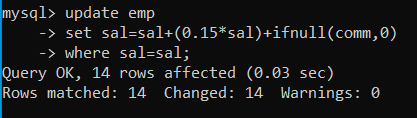 mysql> update emp
-> set sal=sal+(0.15*sal)+ifnull(comm,0)
-> where sal=sal;
Query OK, 14 rows affected (0.03 sec)
Rows matched: 14  Changed: 14  Warnings: 0